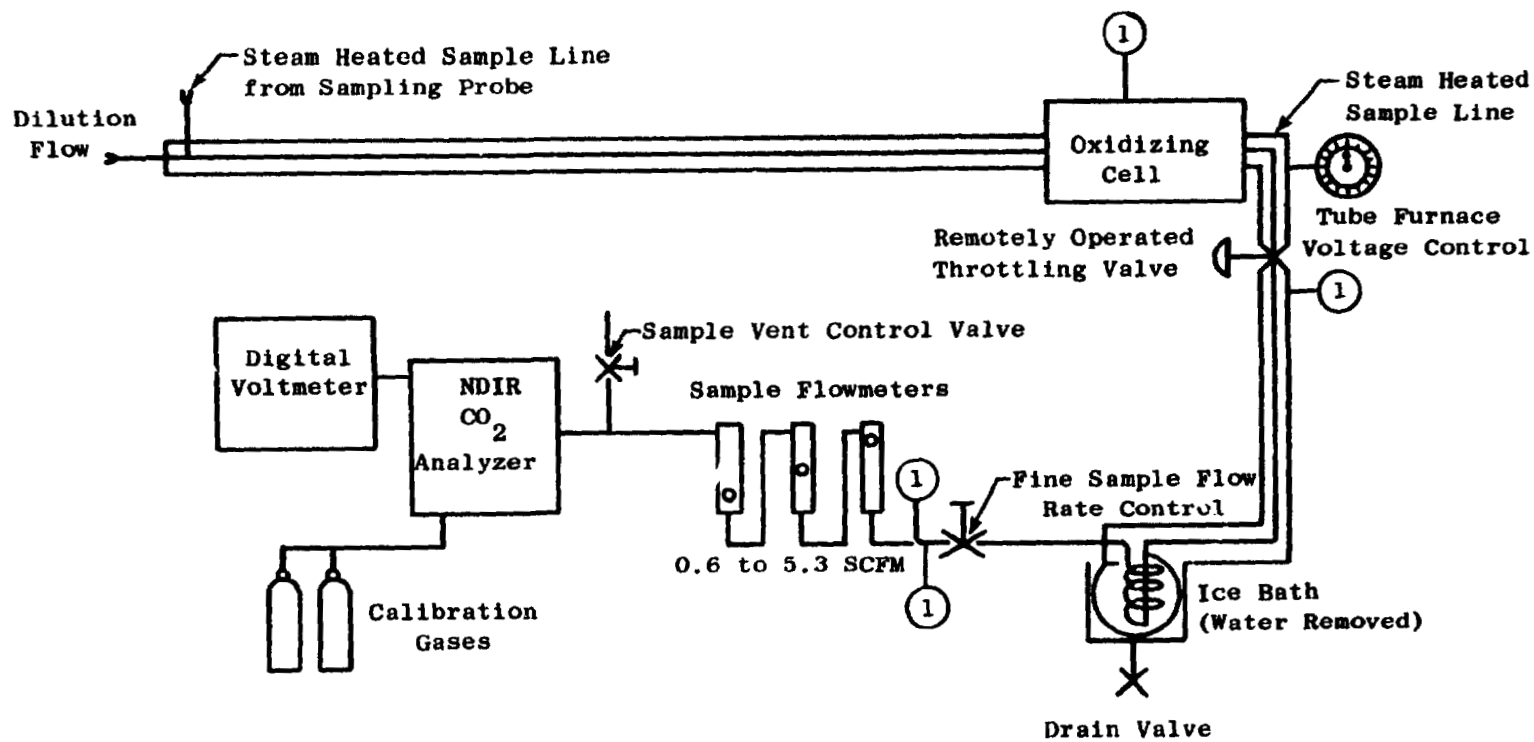 1
Steam Heated Sample Line
from Sampling Probe
Steam Heated
Sample Line
Dilution
Flow
Oxidizing
Cell
Tube Furnace
Voltage Control
Remotely Operated
Throttling Valve
1
Sample Vent Control Valve
Digital
Voltmeter
NDIR
CO2
Analyzer
Sample Flowmeters
1
Fine Sample Flow
Rate Control
0.6 to 5.3 SCFM
1
Ice Bath
(Water Removed)
Calibration
Gases
Drain Valve